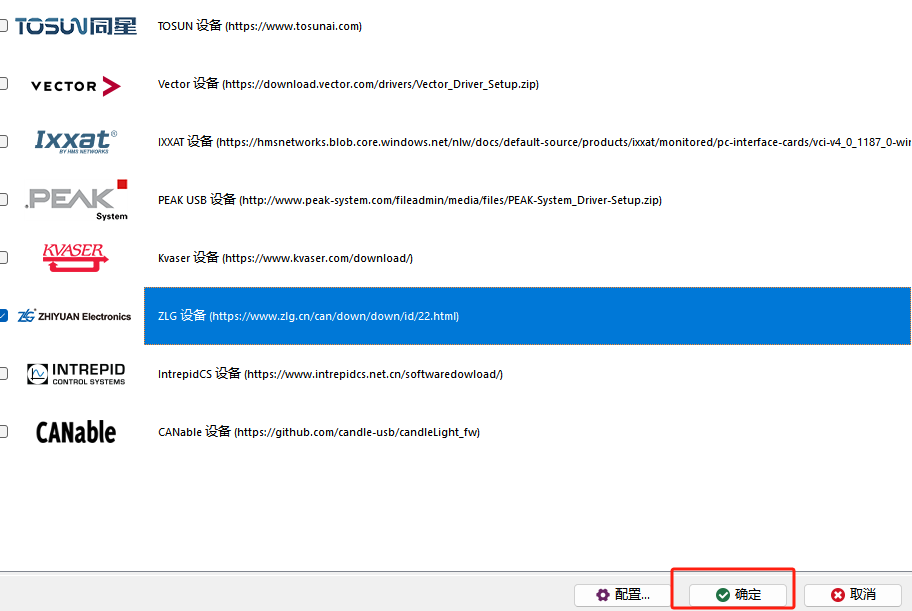 TOSUN同星 TOSUN 设备 (https://www.tosunai.com)
VECTOR Vector 设备 (https://download.vector.com/drivers/Vector_Driver_Setup.zip)
Ixxat® BY HMS NETWORKS IXXAT 设备 (https://hmsnetworks.blob.core.windows.net/nlw/docs/default-source/products/ixxat/monitored/pc-interface-cards/vci-v4_0_1187_0-wi
PEAK System PEAK USB 设备 (http://www.peak-system.com/fileadmin/media/files/PEAK-System_Driver-Setup.zip)
KVASER Kvaser 设备 (https://www.kvaser.com/download/)
ZLG ZHIYUAN Electronics ZLG 设备 (https://www.zlg.cn/can/down/down/id/22.html)
INTREPID CONTROL SYSTEMS IntrepidCS 设备 (https://www.intrepidcs.net.cn/softwaredowload/)
CANable CANable 设备 (https://github.com/candle-usb/candleLight_fw)
配置... 确定 取消